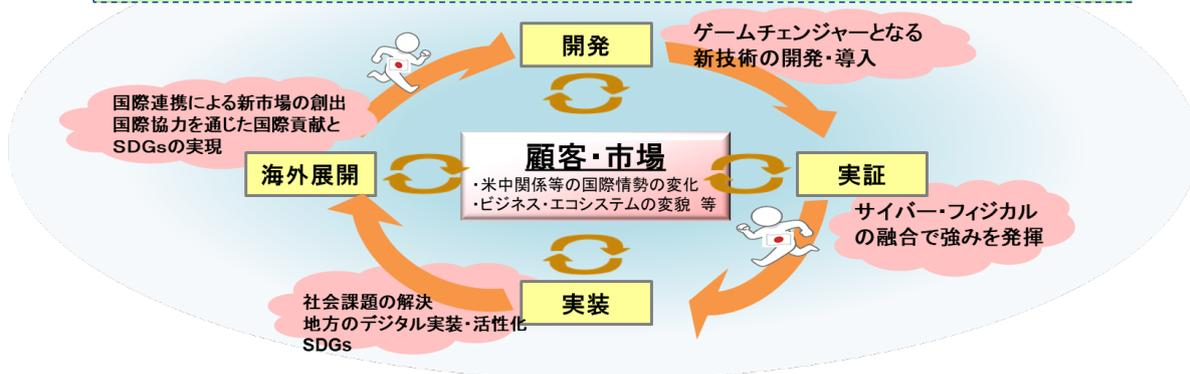 開発
ゲームチェンジャーとなる
新技術の開発・導入
国際連携による新市場の創出
国際協力を通じた国際貢献と
SDGsの実現
海外展開
顧客・市場
・米中関係等の国際情勢の変化
・ビジネス・エコシステムの変貌 等
実証
サイバー・フィジカル
の融合で強みを発揮
実装
社会課題の解決
地方のデジタル実装・活性化
SDGs